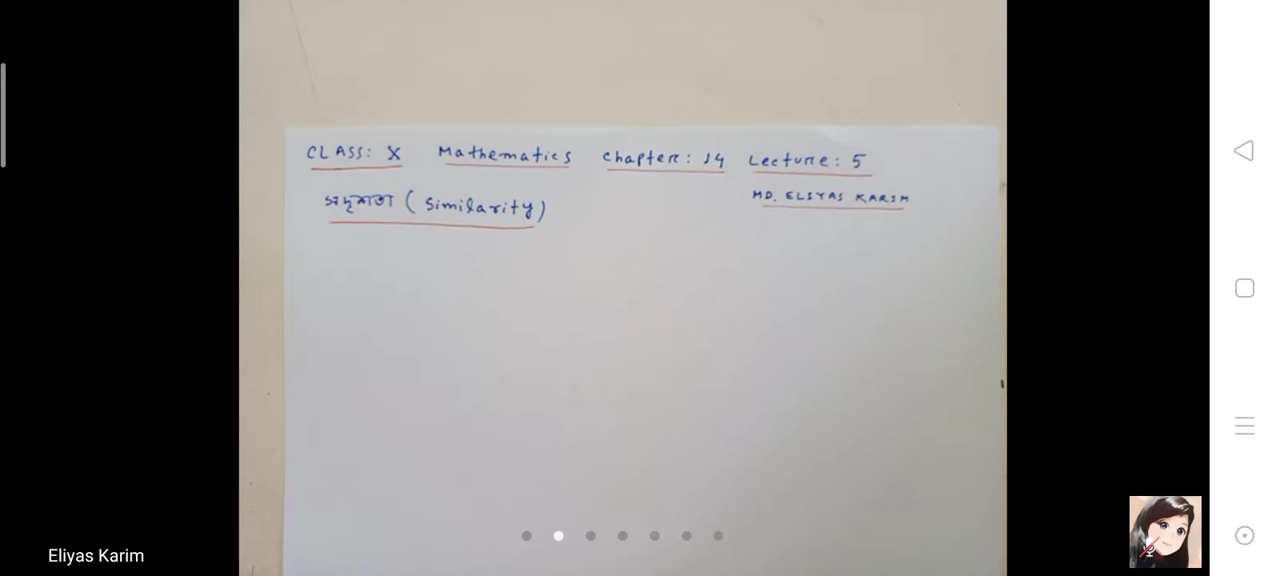 CLASS: X Mathematics Chapter: 14 Lecture: 5
সদৃশতা (Similarity)
MD. ELIYAS KARIM
Eliyas Karim